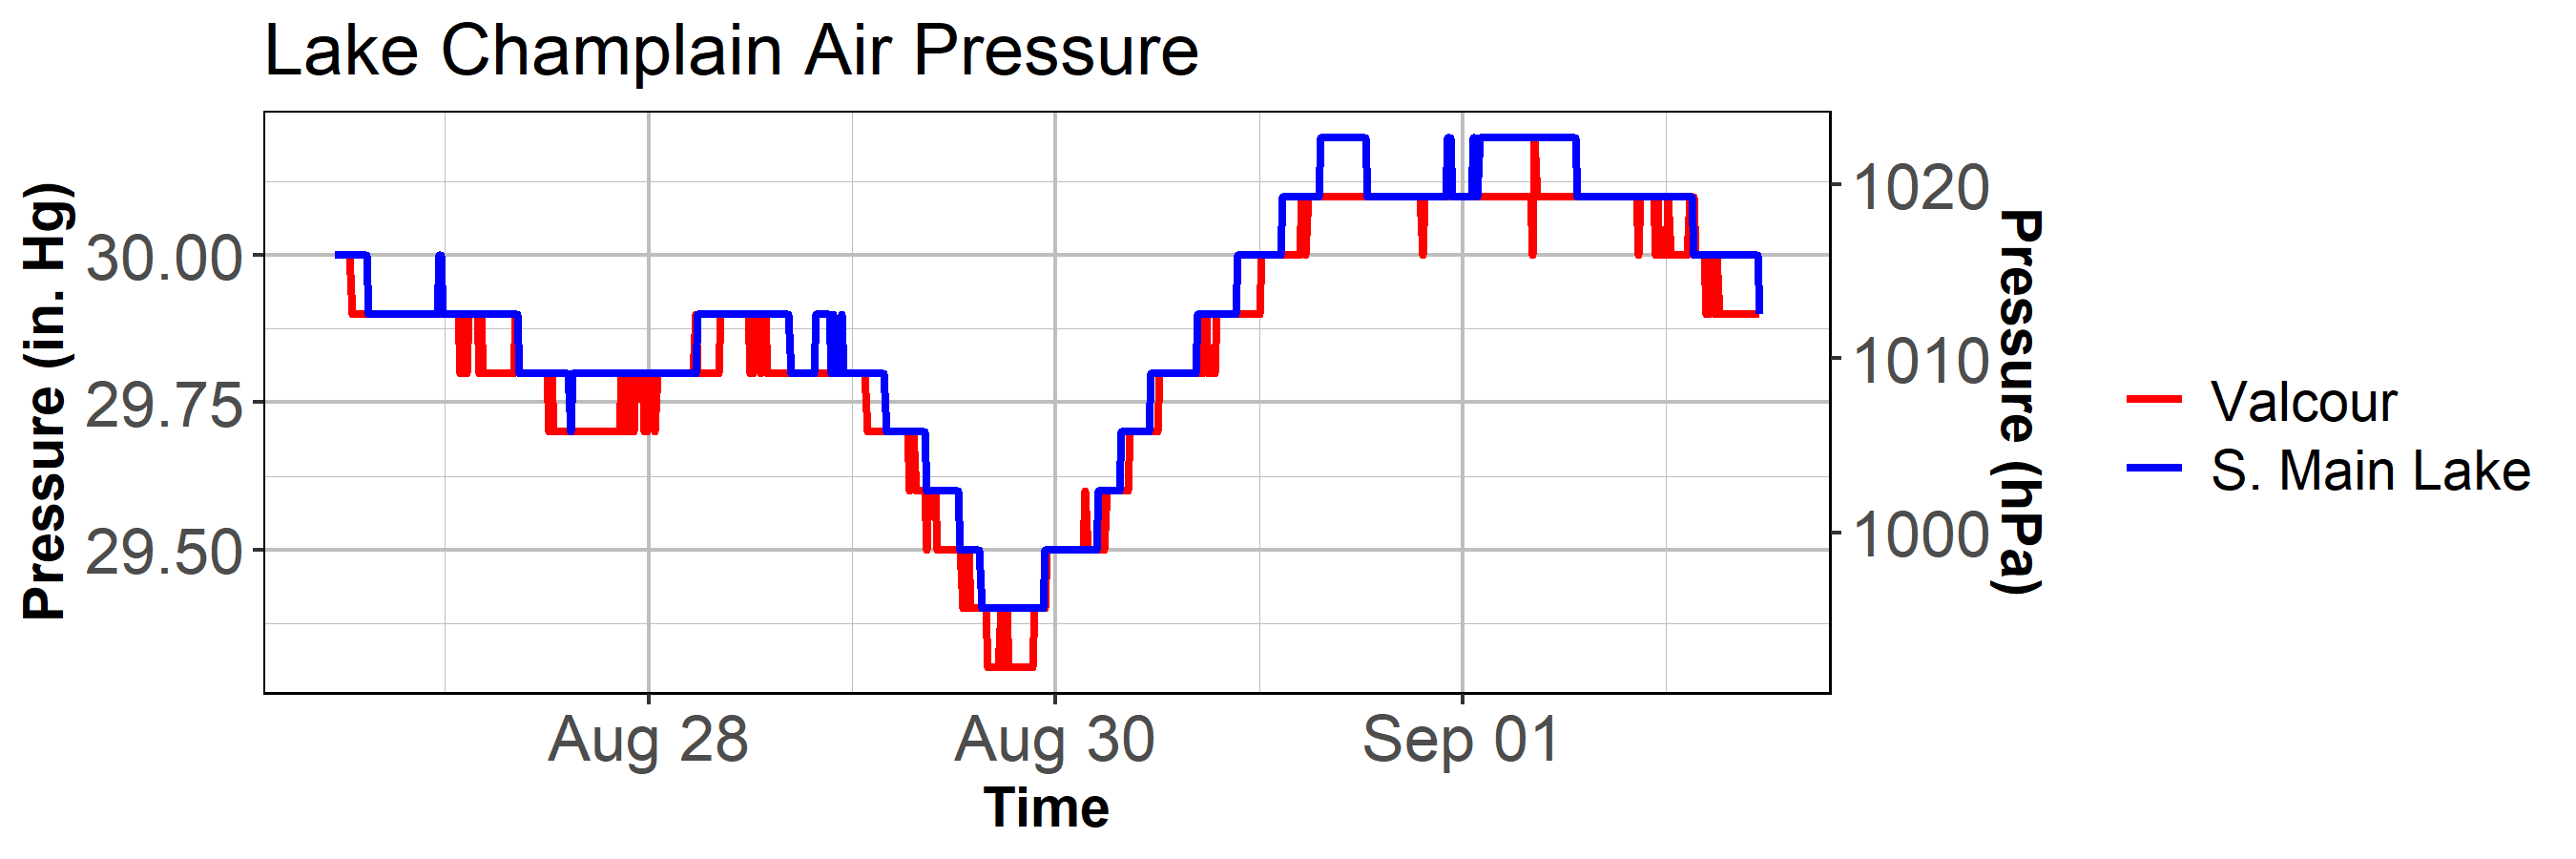 Lake Champlain Air Pressure
Pressure (in. Hg)
30.00
29.75
29.50
1020
1010
1000
Pressure (hPa)
Aug 28
Aug 30
Sep 01
Time
Valcour
S. Main Lake